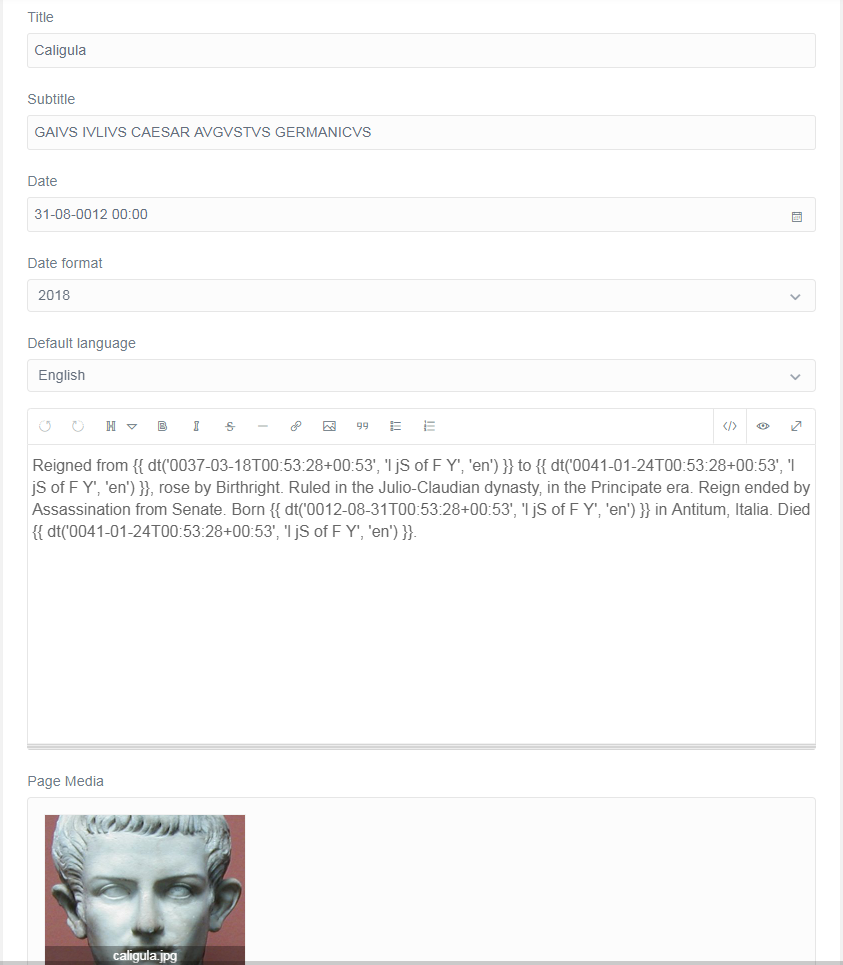 Title
Caligula
Subtitle
GAIVS IVLIVS CAESAR AVGVSTVS GERMANICVS
Date
31-08-0012 00:00
Date format
2018
Default language
English
Reigned from {{ dt('0037-03-18T00:53:28+00:53', 'l jS of F Y', 'en') }} to {{ dt('0041-01-24T00:53:28+00:53', 'l
jS of F Y', 'en') }}, rose by Birthright. Ruled in the Julio-Claudian dynasty, in the Principate era. Reign ended by
Assassination from Senate. Born {{ dt('0012-08-31T00:53:28+00:53', 'l jS of F Y', 'en') }} in Antitum, Italia. Died
{{ dt('0041-01-24T00:53:28+00:53', 'l jS of F Y', 'en') }}.
Page Media
caligula.jpg